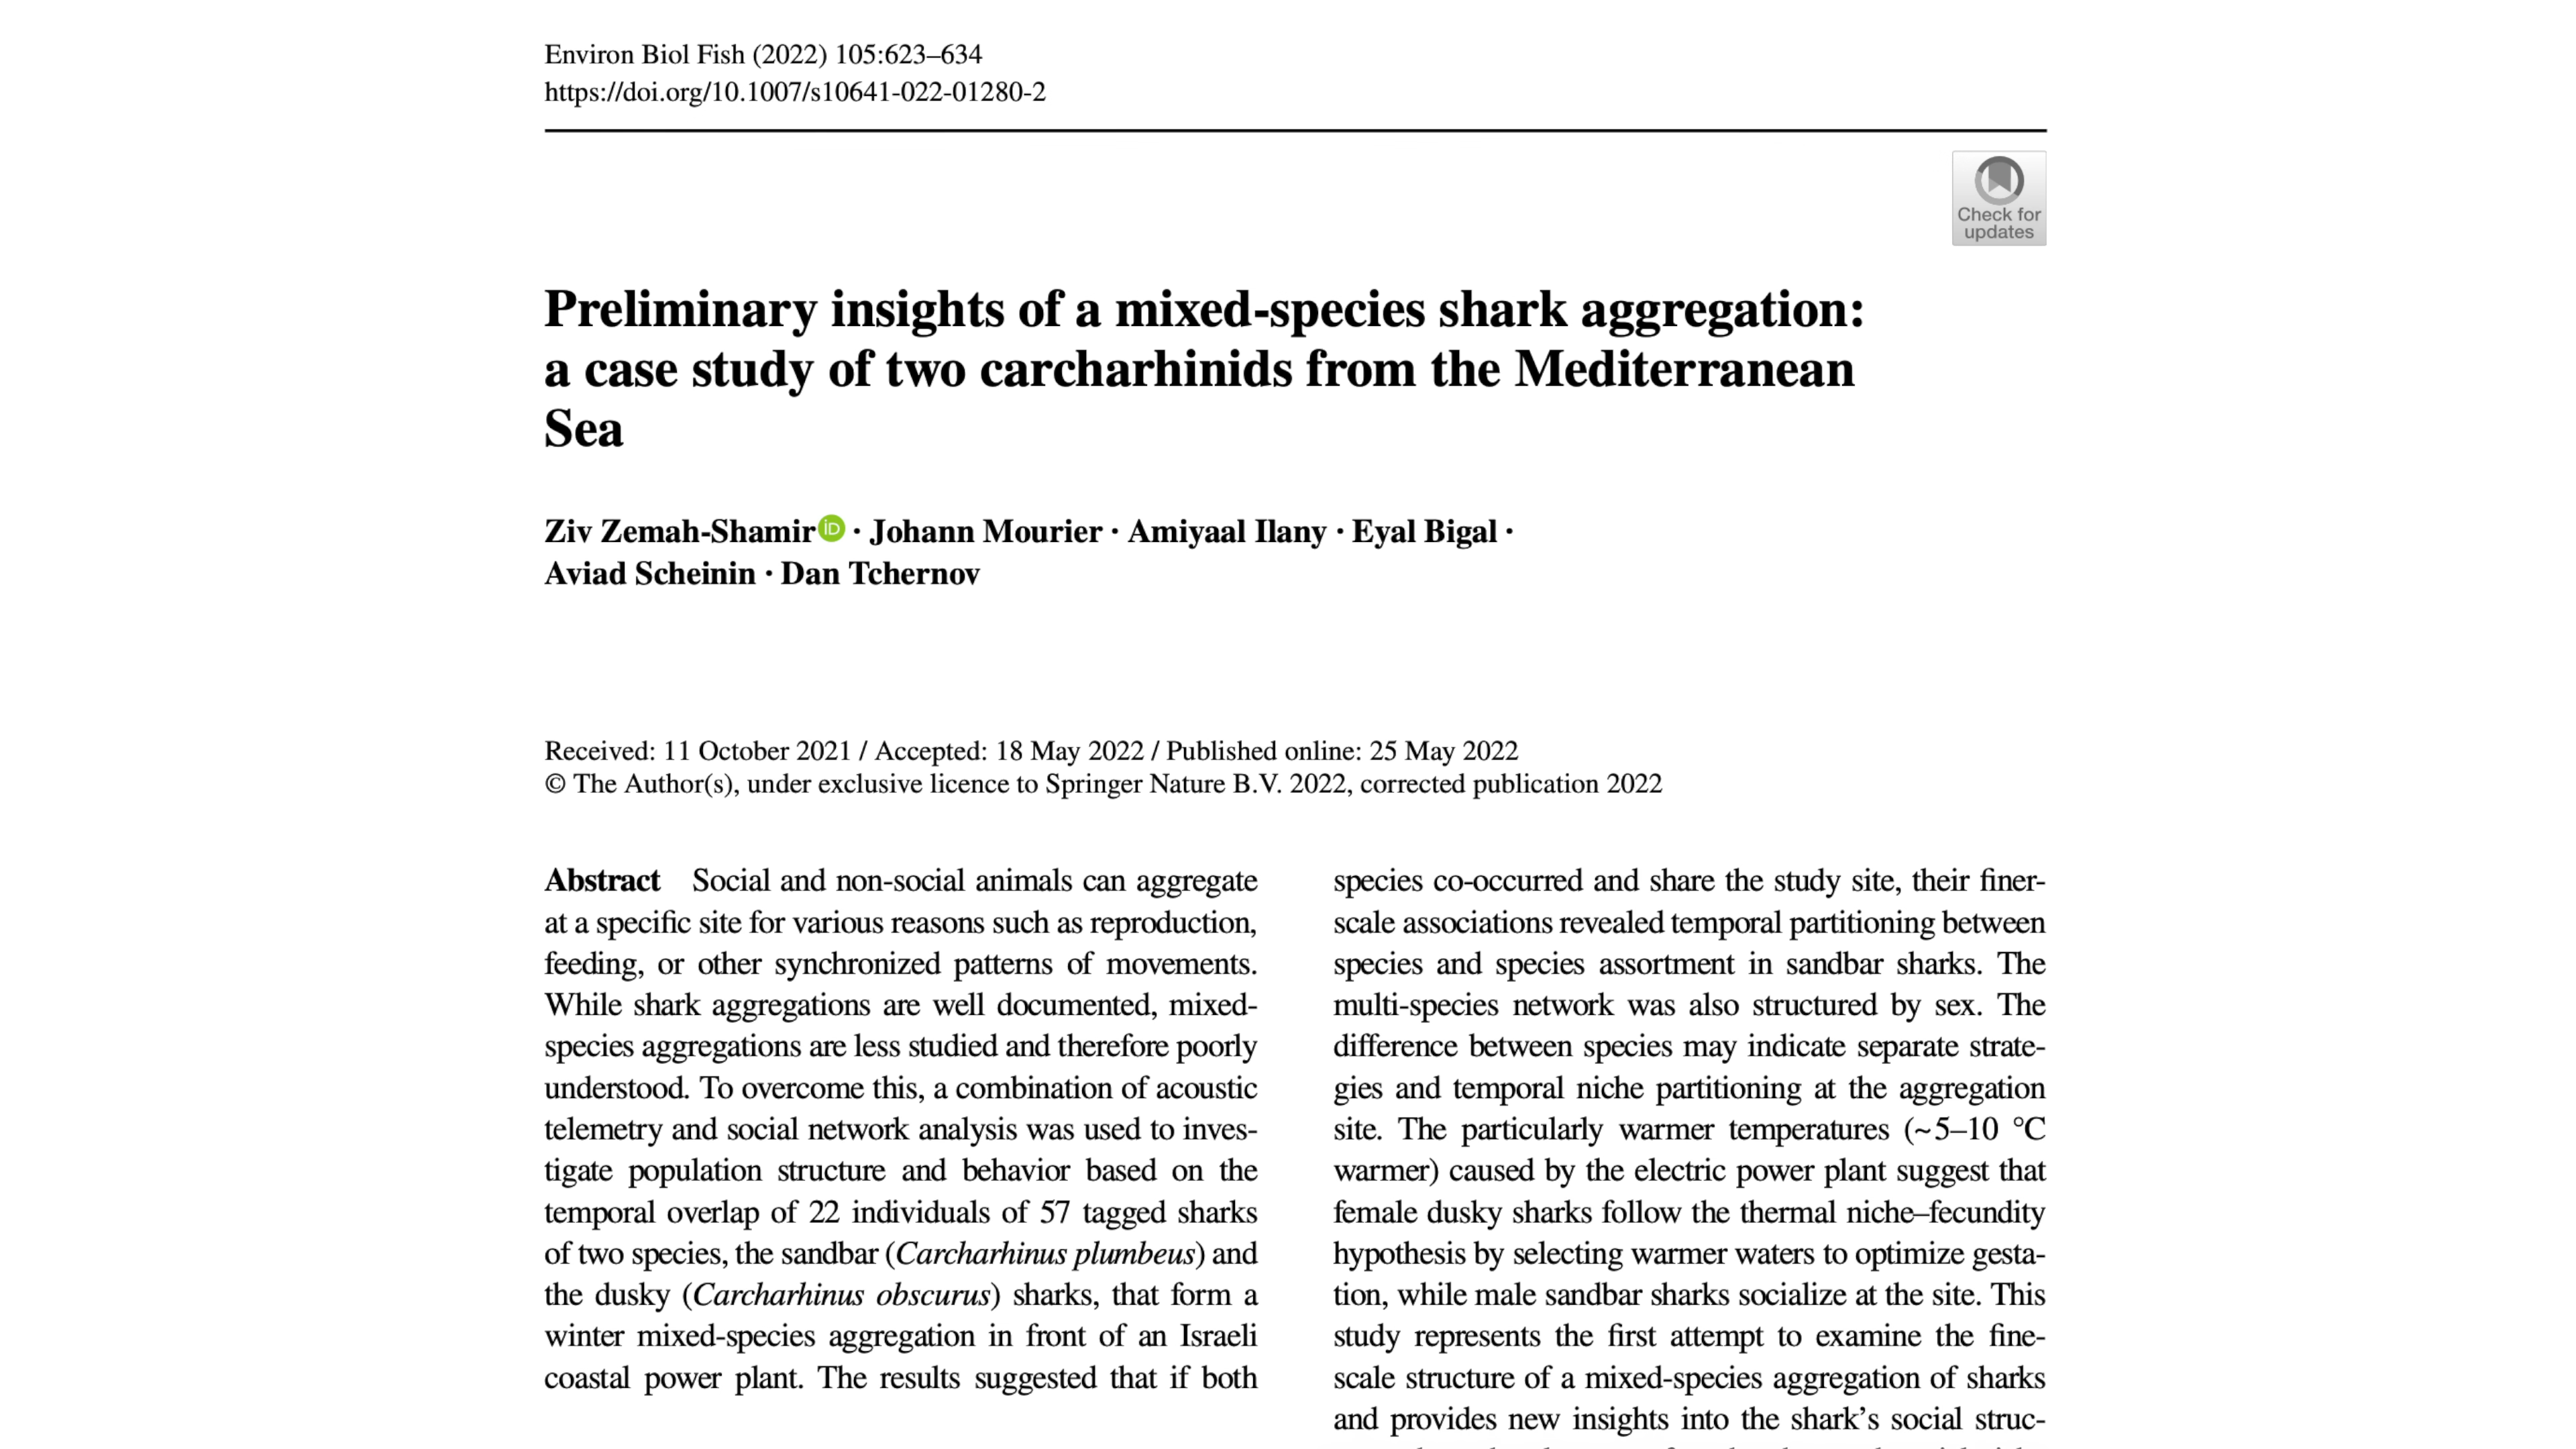 Environ Biol Fish (2022) 105:623–634
https://doi.org/10.1007/s10641-022-01280-2
Check for
updates
Preliminary insights of a mixed-species shark aggregation:
a case study of two carcharhinids from the Mediterranean
Sea
Ziv Zemah-Shamir iD · Johann Mourier · Amiyaal Ilany · Eyal Bigal ·
Aviad Scheinin · Dan Tchernov
Received: 11 October 2021 / Accepted: 18 May 2022 / Published online: 25 May 2022
© The Author(s), under exclusive licence to Springer Nature B.V. 2022, corrected publication 2022
Abstract Social and non-social animals can aggregate
at a specific site for various reasons such as reproduction,
feeding, or other synchronized patterns of movements.
While shark aggregations are well documented, mixed-
species aggregations are less studied and therefore poorly
understood. To overcome this, a combination of acoustic
telemetry and social network analysis was used to inves-
tigate population structure and behavior based on the
temporal overlap of 22 individuals of 57 tagged sharks
of two species, the sandbar (Carcharhinus plumbeus) and
the dusky (Carcharhinus obscurus) sharks, that form a
winter mixed-species aggregation in front of an Israeli
coastal power plant. The results suggested that if both
species co-occurred and share the study site, their finer-
scale associations revealed temporal partitioning between
species and species assortment in sandbar sharks. The
multi-species network was also structured by sex. The
difference between species may indicate separate strate-
gies and temporal niche partitioning at the aggregation
site. The particularly warmer temperatures (~5–10 °C
warmer) caused by the electric power plant suggest that
female dusky sharks follow the thermal niche–fecundity
hypothesis by selecting warmer waters to optimize gesta-
tion, while male sandbar sharks socialize at the site. This
study represents the first attempt to examine the fine-
scale structure of a mixed-species aggregation of sharks
and provides new insights into the shark's social struc-